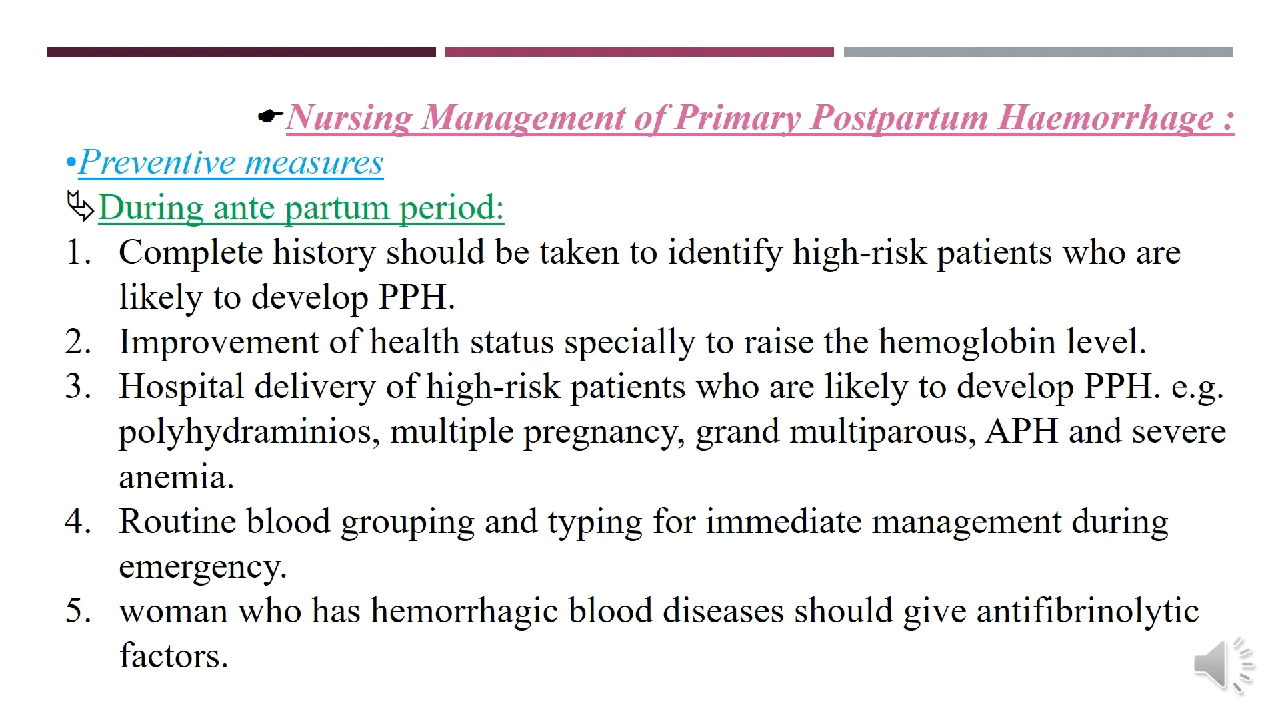 ☛Nursing Management of Primary Postpartum Haemorrhage :
•Preventive measures
⮱During ante partum period:
1. Complete history should be taken to identify high-risk patients who are
likely to develop PPH.
2. Improvement of health status specially to raise the hemoglobin level.
3. Hospital delivery of high-risk patients who are likely to develop PPH. e.g.
polyhydraminios, multiple pregnancy, grand multiparous, APH and severe
anemia.
4. Routine blood grouping and typing for immediate management during
emergency.
5. woman who has hemorrhagic blood diseases should give antifibrinolytic
factors.